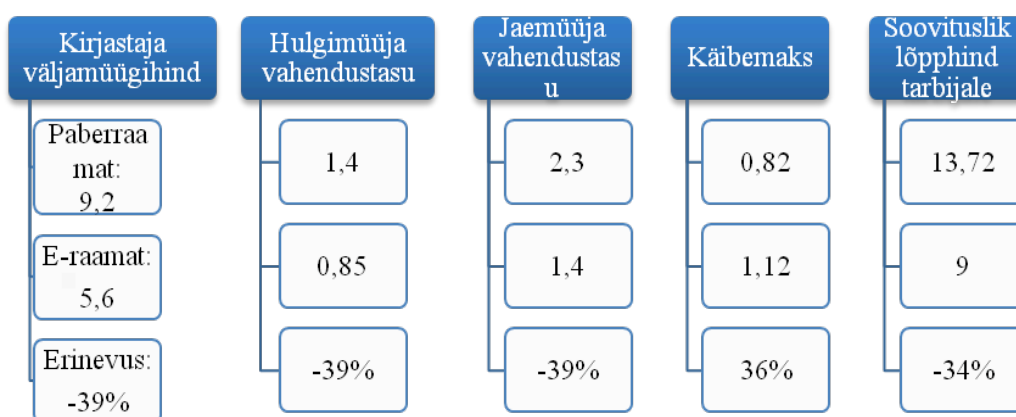 Kirjastaja
väljamüügihind
Paberraa
mat:
9,2
E-raamat:
5,6
Erinevus:
-39%
Hulgimüüja
vahendustasu
1,4
0,85
-39%
Jaemüüja
vahendustas
u
2,3
1,4
-39%
Käibemaks
0,82
1,12
36%
Soovituslik
lõpphind
tarbijale
13,72
9
-34%